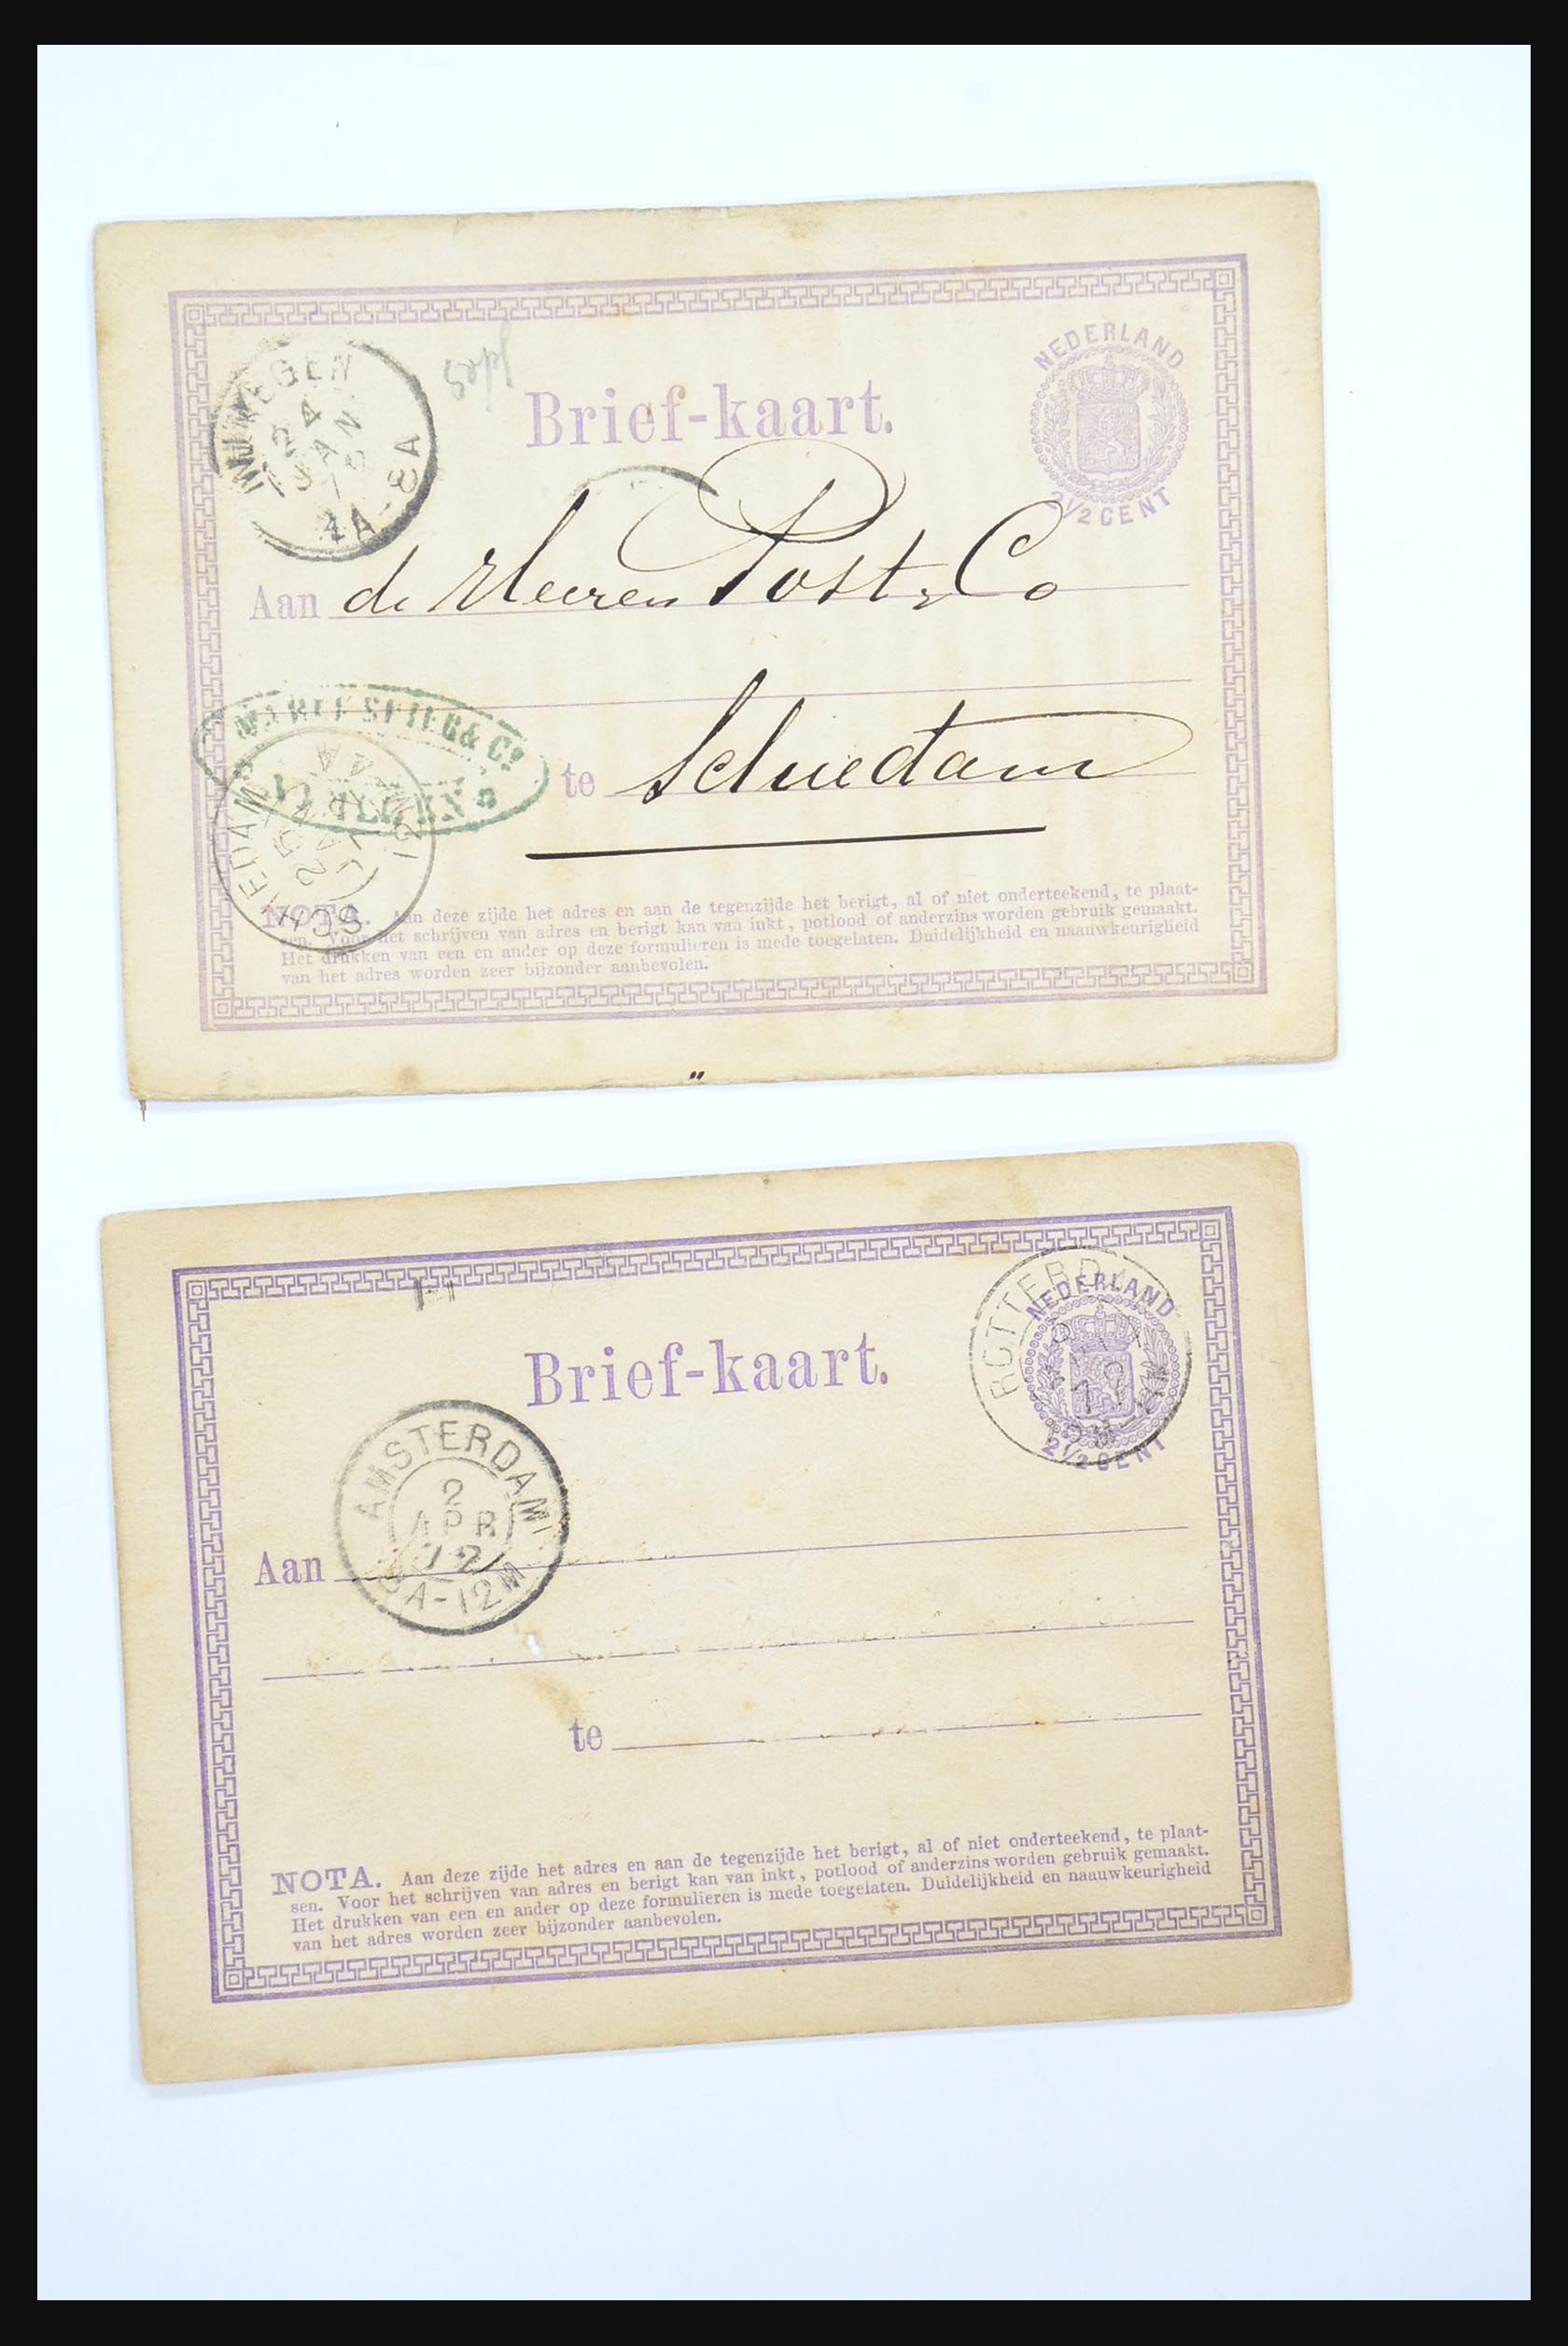 NEDERLAND
NIJMEGEN
24
JAN
4A-8A
50pf
Brief-kaart.
2½ CENT
Aan de Heeren Post & Co
& Co
te Schiedam
25
JAN
NOTA. Aan deze zijde het adres en aan de tegenzijde het berigt, al of niet onderteekend, te plaat-
sen. Voor het schrijven van adres en berigt kan van inkt, potlood of anderzins worden gebruik gemaakt.
Het drukken van een en ander op deze formulieren is mede toegelaten. Duidelijkheid en naauwkeurigheid
van het adres worden zeer bijzonder aanbevolen.
ROTTERDAM
NEDERLAND
Brief-kaart.
2½ CENT
AMSTERDAM
2
APR
72
A-12M
Aan
te
NOTA. Aan deze zijde het adres en aan de tegenzijde het berigt, al of niet onderteekend, te plaat-
sen. Voor het schrijven van adres en berigt kan van inkt, potlood of anderzins worden gebruik gemaakt.
Het drukken van een en ander op deze formulieren is mede toegelaten. Duidelijkheid en naauwkeurigheid
van het adres worden zeer bijzonder aanbevolen.